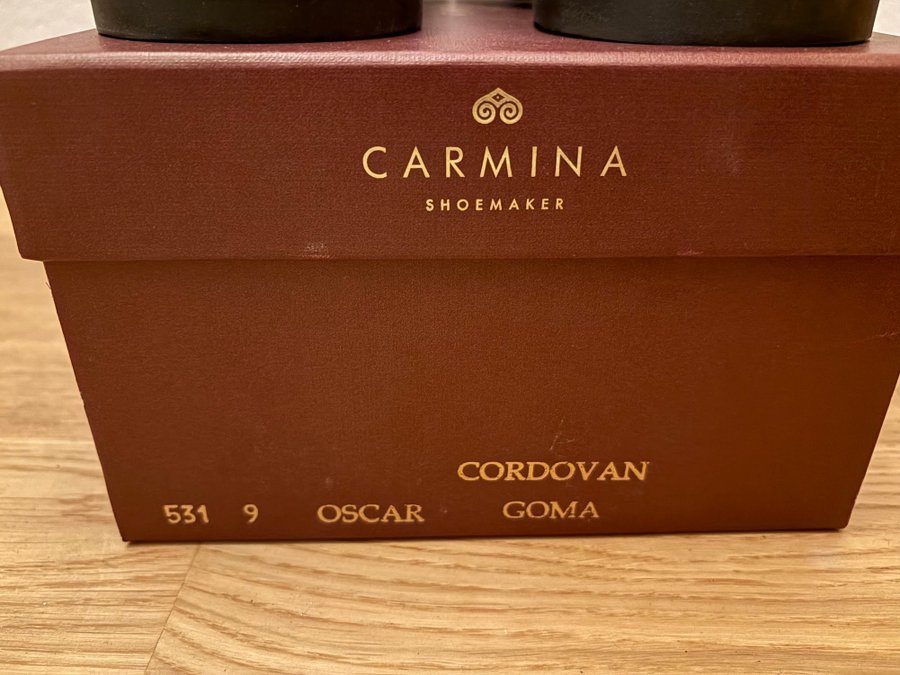 CARMINA
SHOEMAKER
CORDOVAN
531 9 OSCAR GOMA